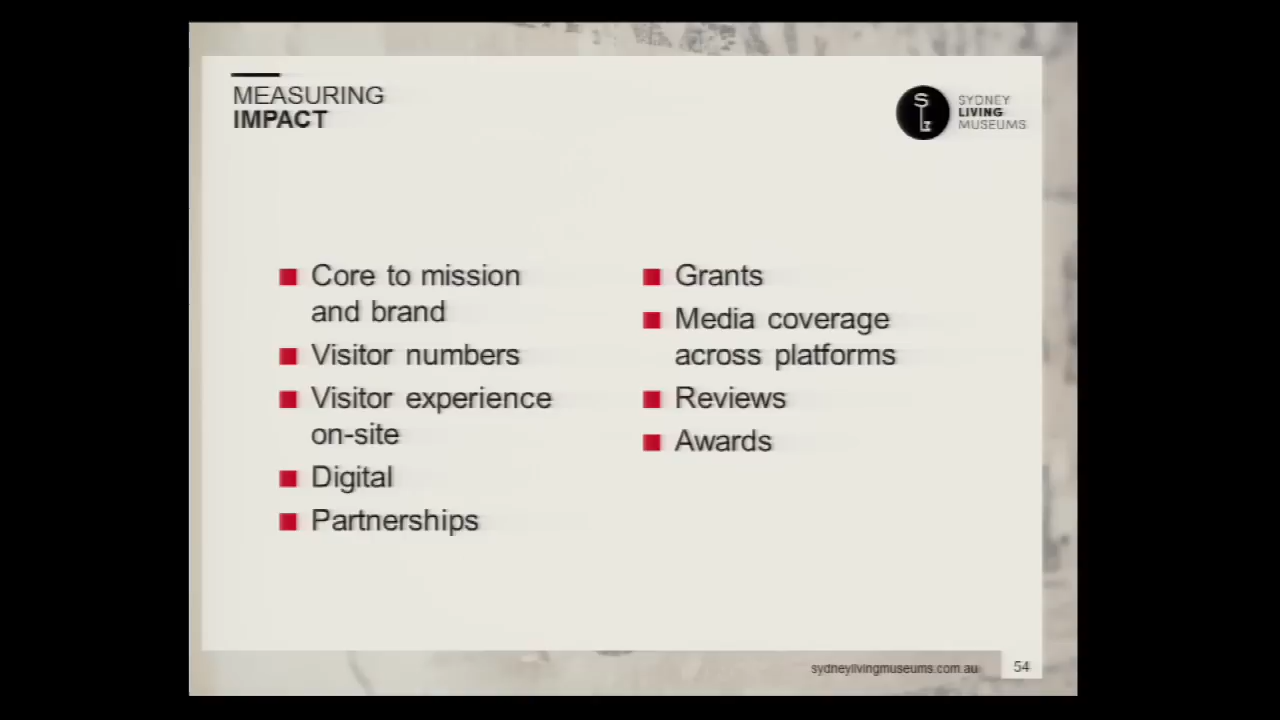 MEASURING
IMPACT
SYDNEY
LIVING
MUSEUMS
Core to mission
and brand
Visitor numbers
Visitor experience
on-site
Digital
Partnerships
Grants
Media coverage
across platforms
Reviews
Awards
sydneylivingmuseums.com.au
54